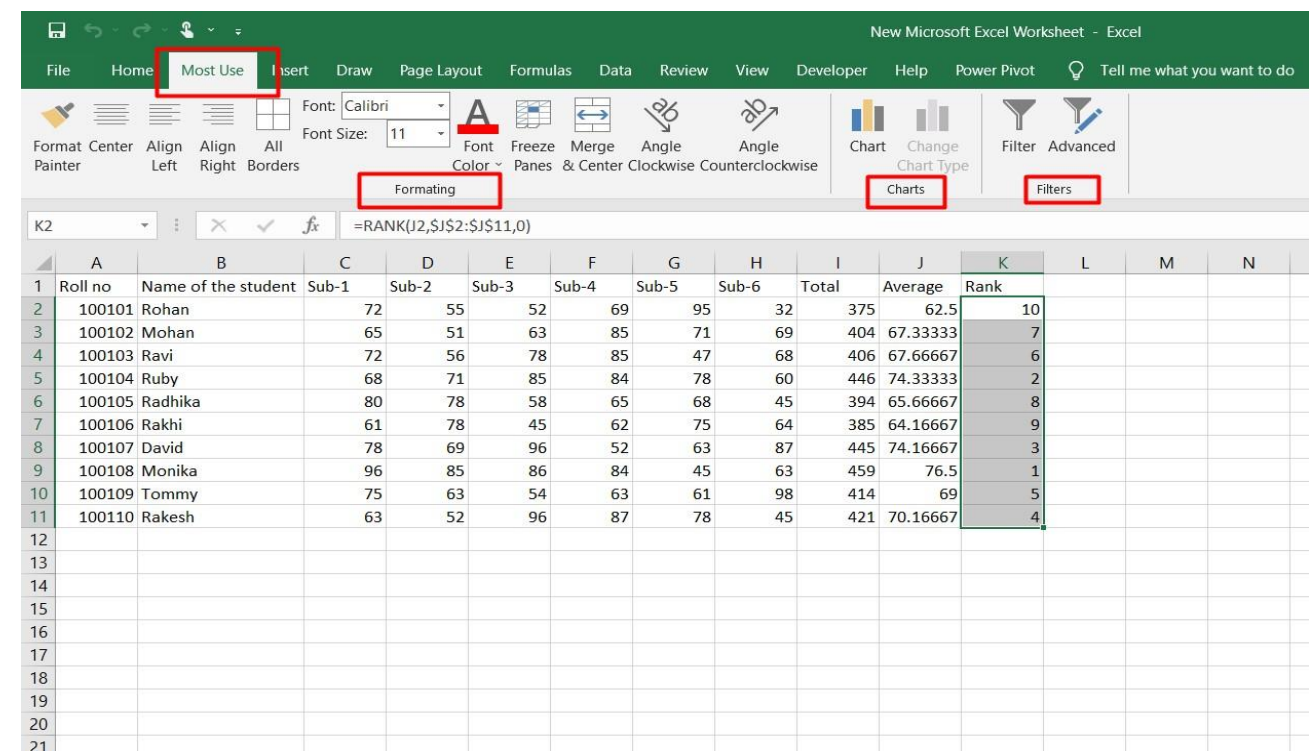 New Microsoft Excel Worksheet - Excel
File Home Most Use Insert Draw Page Layout Formulas Data Review View Developer Help Power Pivot Tell me what you want to do
Font: Calibri
Font Size: 11
Format Painter
Center
Align Left
Align Right
All Borders
A
Font Color
Freeze Panes
Merge & Center
Angle Clockwise
Angle Counterclockwise
Chart
Change Chart Type
Filter
Advanced
Formating
Charts
Filters
K2 fx =RANK(J2,$J$2:$J$11,0)
A B C D E F G H I J K L M N
1 Roll no Name of the student Sub-1 Sub-2 Sub-3 Sub-4 Sub-5 Sub-6 Total Average Rank
2 100101 Rohan 72 55 52 69 95 32 375 62.5 10
3 100102 Mohan 65 51 63 85 71 69 404 67.33333 7
4 100103 Ravi 72 56 78 85 47 68 406 67.66667 6
5 100104 Ruby 68 71 85 84 78 60 446 74.33333 2
6 100105 Radhika 80 78 58 65 68 45 394 65.66667 8
7 100106 Rakhi 61 78 45 62 75 64 385 64.16667 9
8 100107 David 78 69 96 52 63 87 445 74.16667 3
9 100108 Monika 96 85 86 84 45 63 459 76.5 1
10 100109 Tommy 75 63 54 63 61 98 414 69 5
11 100110 Rakesh 63 52 96 87 78 45 421 70.16667 4
12
13
14
15
16
17
18
19
20
21